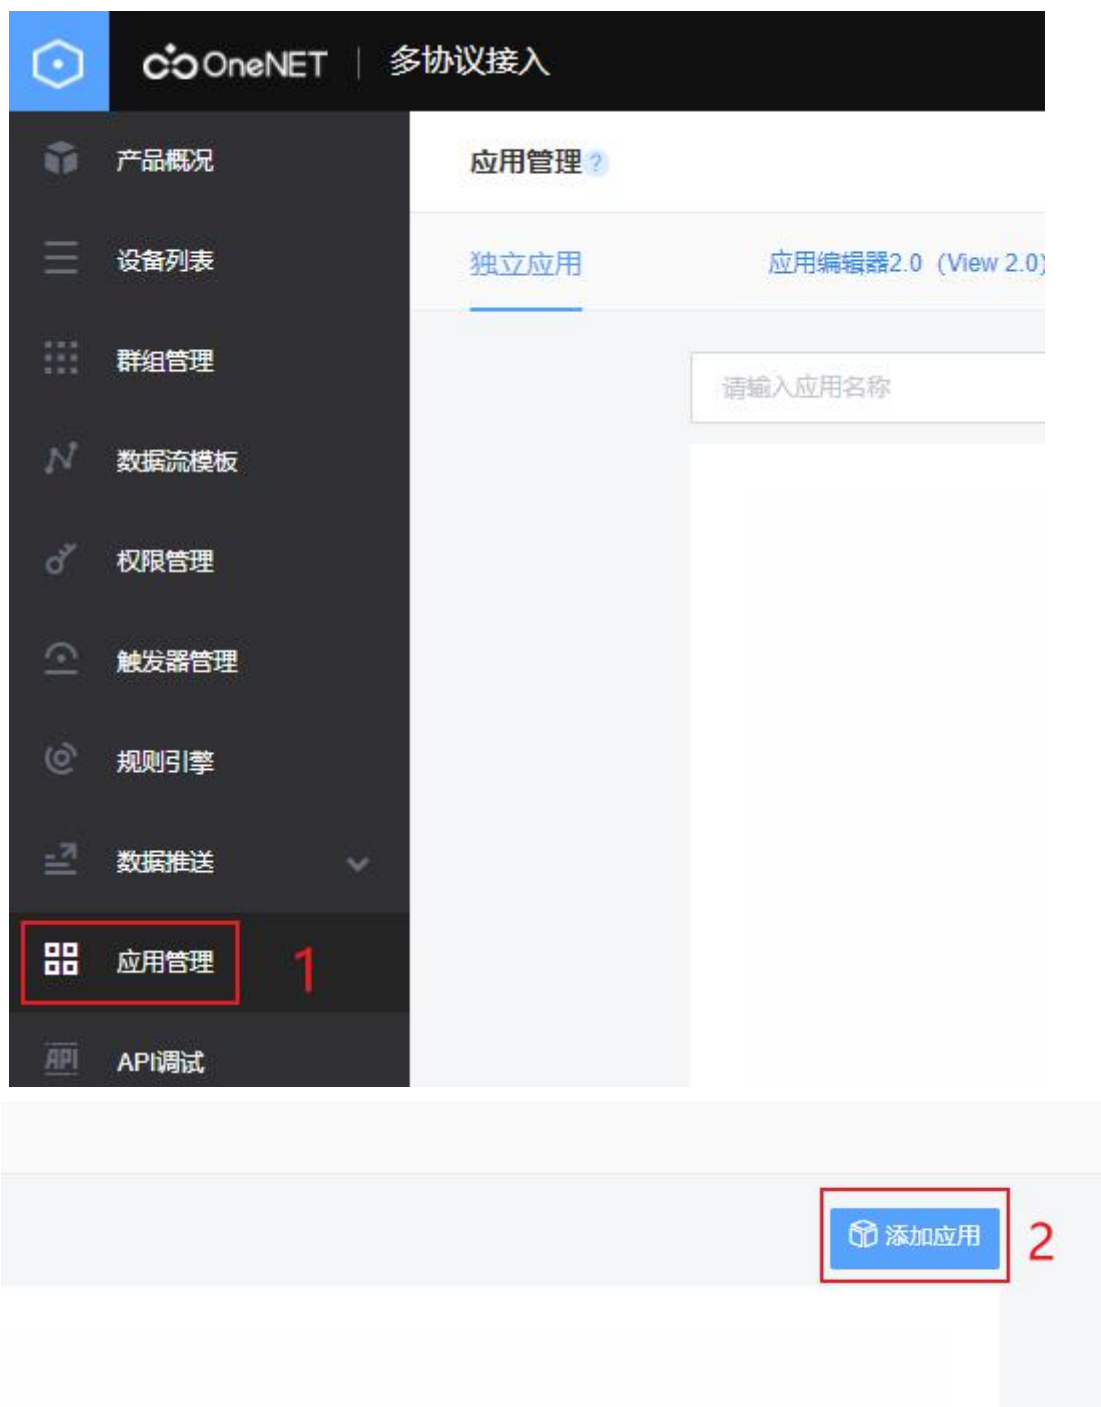 OneNET | 多协议接入
产品概况
设备列表
群组管理
数据流模板
权限管理
触发器管理
规则引擎
数据推送
应用管理 1
API API调试
应用管理?
独立应用 应用编辑器2.0 (View 2.0)
请输入应用名称
添加应用 2